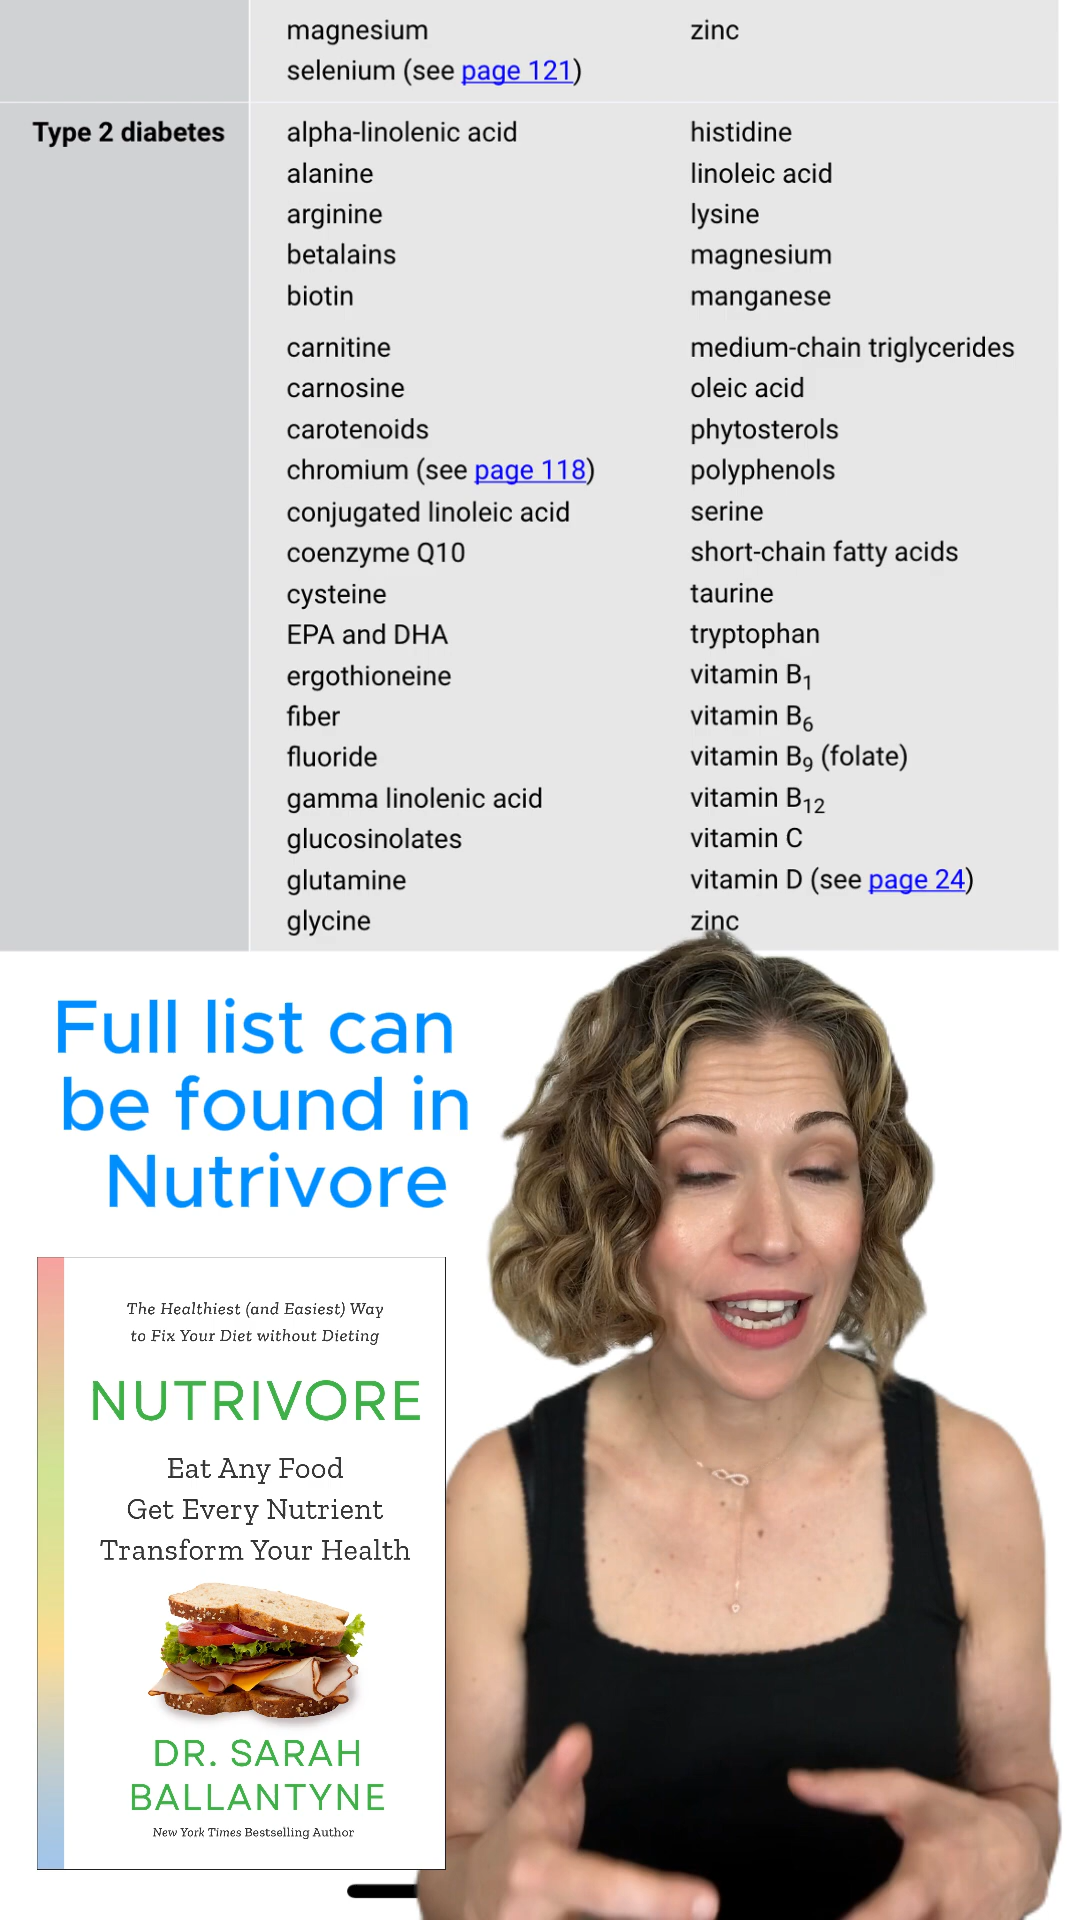 magnesium zinc
selenium (see page 121)
Type 2 diabetes alpha-linolenic acid histidine
alanine linoleic acid
arginine lysine
betalains magnesium
biotin manganese
carnitine medium-chain triglycerides
carnosine oleic acid
carotenoids phytosterols
chromium (see page 118) polyphenols
conjugated linoleic acid serine
coenzyme Q10 short-chain fatty acids
cysteine taurine
EPA and DHA tryptophan
ergothioneine vitamin B₁
fiber vitamin B₆
fluoride vitamin B₉ (folate)
gamma linolenic acid vitamin B₁₂
glucosinolates vitamin C
glutamine vitamin D (see page 24)
glycine zinc
Full list can
be found in
Nutrivore
The Healthiest (and Easiest) Way
to Fix Your Diet without Dieting
NUTRIVORE
Eat Any Food
Get Every Nutrient
Transform Your Health
DR. SARAH
BALLANTYNE
New York Times Bestselling Author